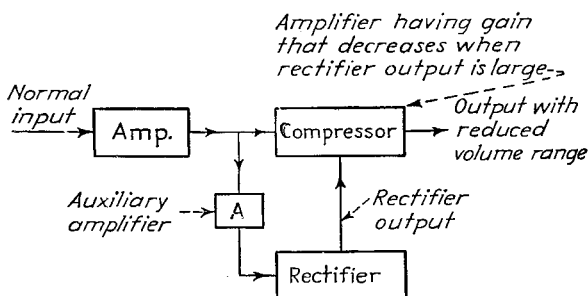 Amplifier having gain
that decreases when
rectifier output is large
Normal
input
Amp.
Compressor
Output with
reduced
volume range
Auxiliary
amplifier
A
Rectifier
output
Rectifier